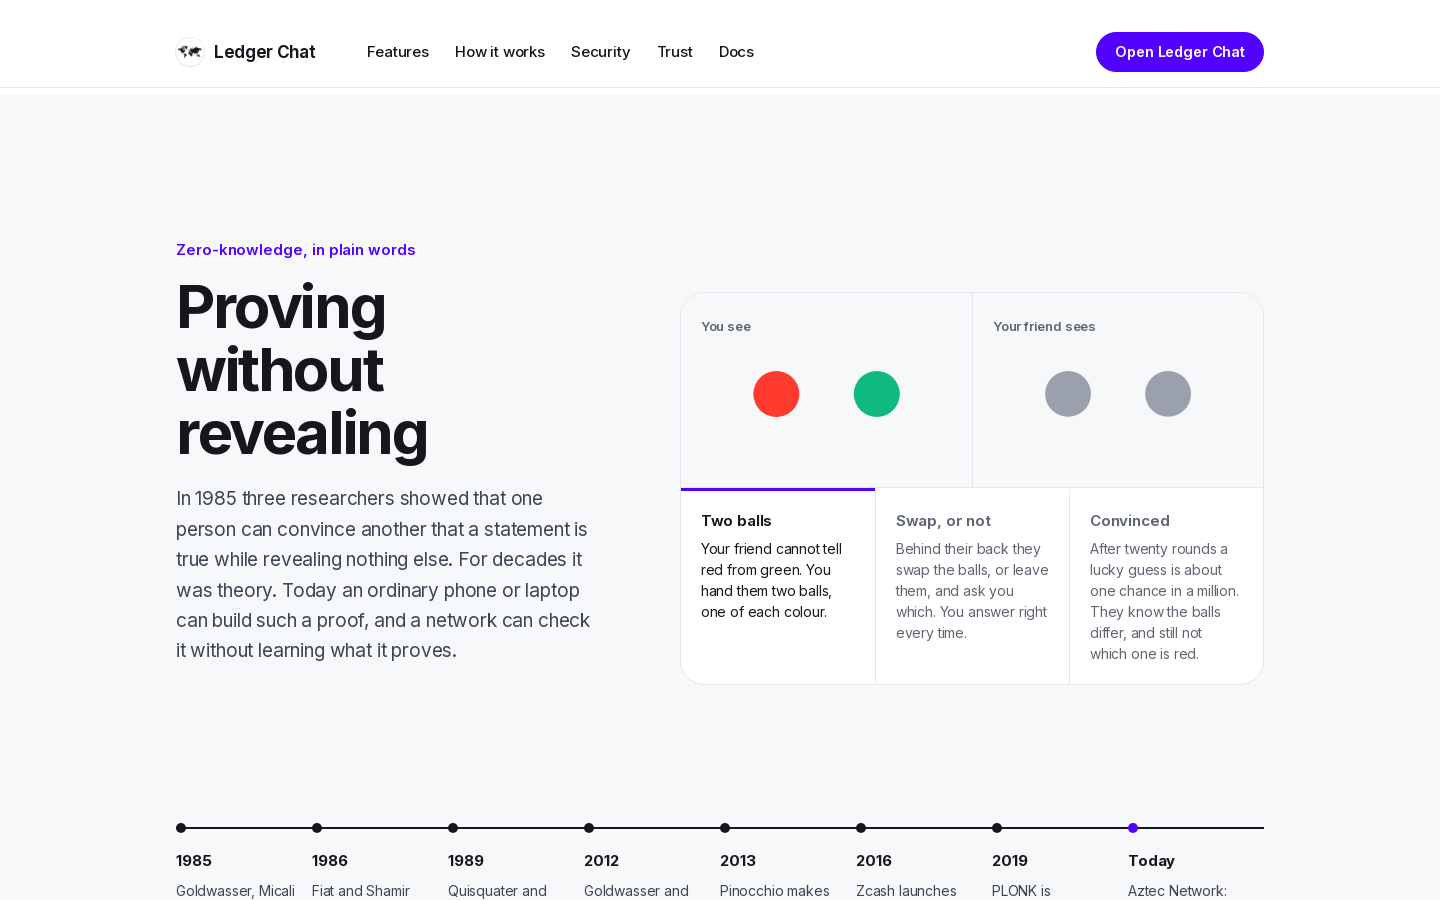 Ledger Chat
Features
How it works
Security
Trust
Docs
Open Ledger Chat
Zero-knowledge, in plain words
Proving
without
revealing
In 1985 three researchers showed that one
person can convince another that a statement is
true while revealing nothing else. For decades it
was theory. Today an ordinary phone or laptop
can build such a proof, and a network can check
it without learning what it proves.
You see
Your friend sees
Two balls
Your friend cannot tell
red from green. You
hand them two balls,
one of each colour.
Swap, or not
Behind their back they
swap the balls, or leave
them, and ask you
which. You answer right
every time.
Convinced
After twenty rounds a
lucky guess is about
one chance in a million.
They know the balls
differ, and still not
which one is red.
1985
Goldwasser, Micali
1986
Fiat and Shamir
1989
Quisquater and
2012
Goldwasser and
2013
Pinocchio makes
2016
Zcash launches
2019
PLONK is
Today
Aztec Network: